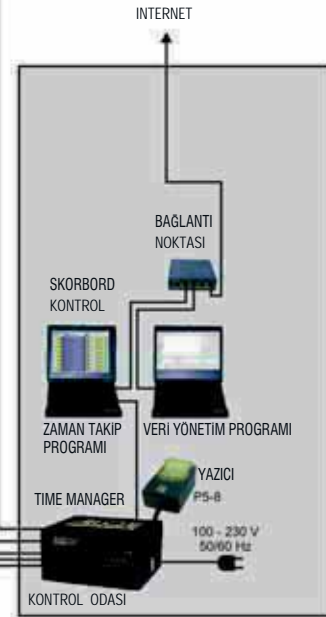 INTERNET
BAĞLANTI
NOKTASI
SKORBORD
KONTROL
ZAMAN TAKİP
PROGRAMI
VERİ YÖNETİM PROGRAMI
YAZICI
P5-8
TIME MANAGER
100 - 230 V
50/60 Hz
KONTROL ODASI